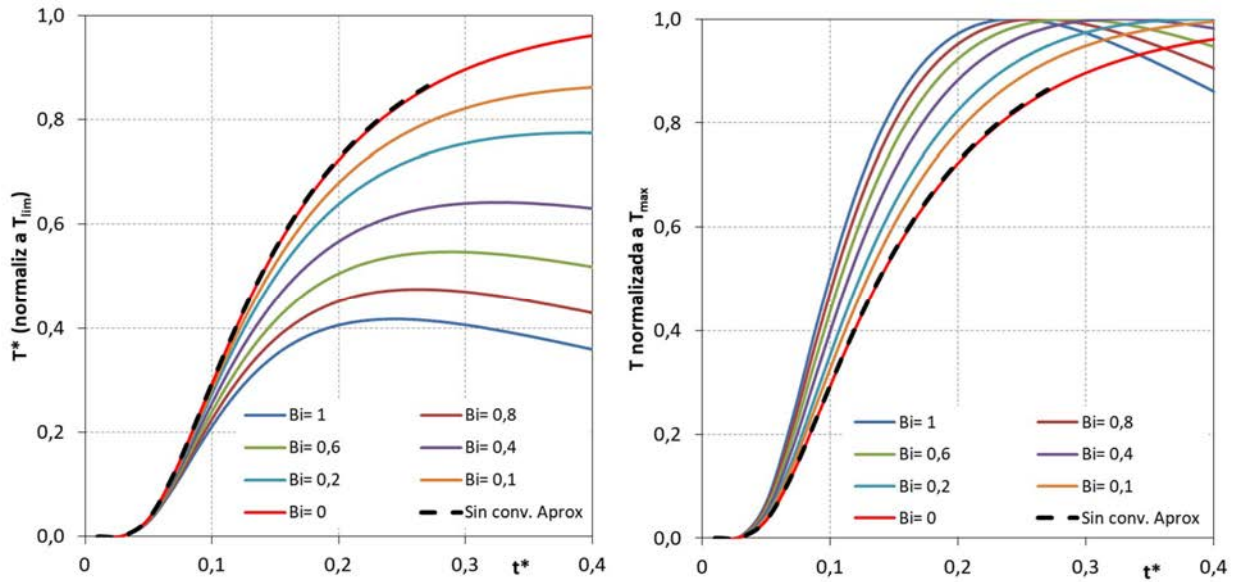 T* (normaliz a Tlim)
1,0
0,8
0,6
0,4
0,2
0,0
Bi= 1 Bi= 0,8
Bi= 0,6 Bi= 0,4
Bi= 0,2 Bi= 0,1
Bi= 0 Sin conv. Aprox
0 0,1 0,2 0,3 t* 0,4
T normalizada a Tmax
1,0
0,8
0,6
0,4
0,2
0,0
Bi= 1 Bi= 0,8
Bi= 0,6 Bi= 0,4
Bi= 0,2 Bi= 0,1
Bi= 0 Sin conv. Aprox
0 0,1 0,2 0,3 t* 0,4